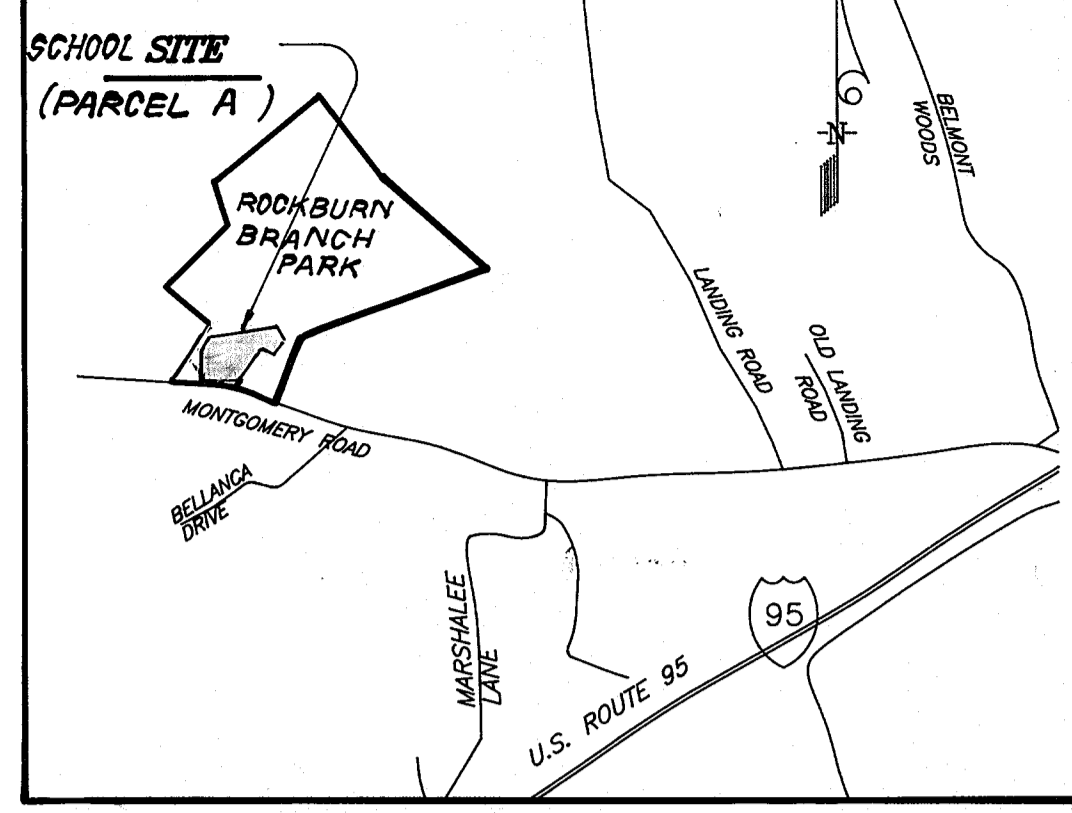 SCHOOL SITE
(PARCEL A )
ROCKBURN
BRANCH
PARK
N
BELMONT
WOODS
LANDING ROAD
OLD LANDING
ROAD
MONTGOMERY ROAD
BELLANCA
DRIVE
MARSHALEE
LANE
95
U.S. ROUTE 95